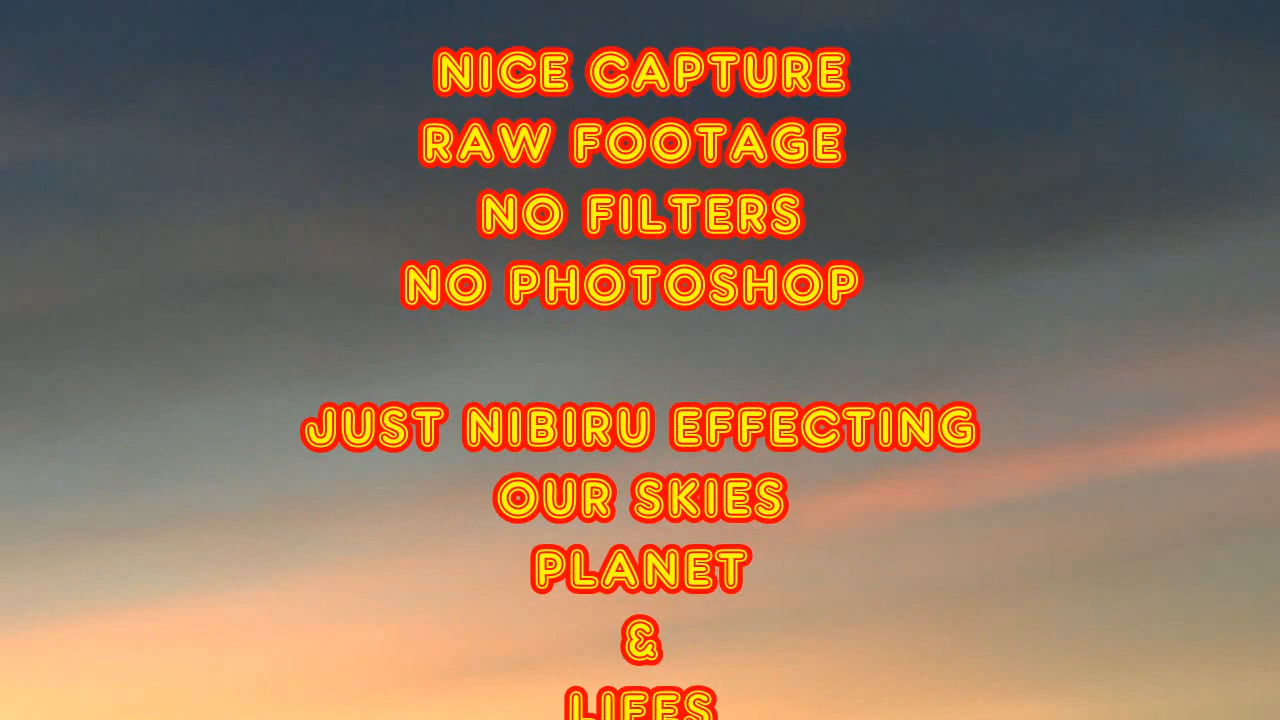 NICE CAPTURE
RAW FOOTAGE
NO FILTERS
NO PHOTOSHOP
JUST NIBIRU EFFECTING
OUR SKIES
PLANET
&
LIFES